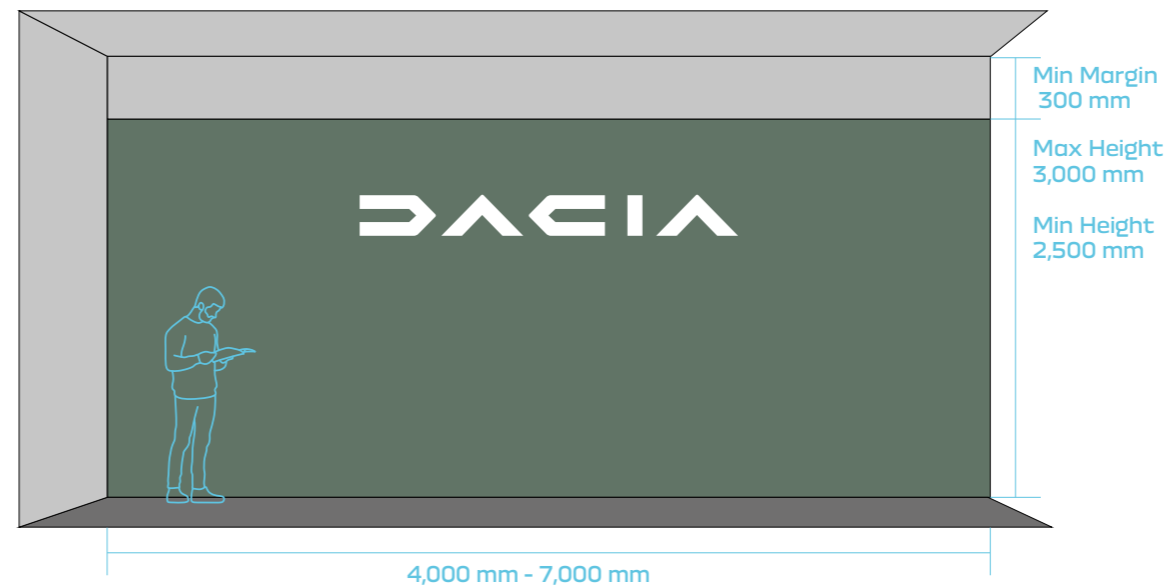 Min Margin
300 mm
Max Height
3,000 mm
DACIA
Min Height
2,500 mm
4,000 mm - 7,000 mm